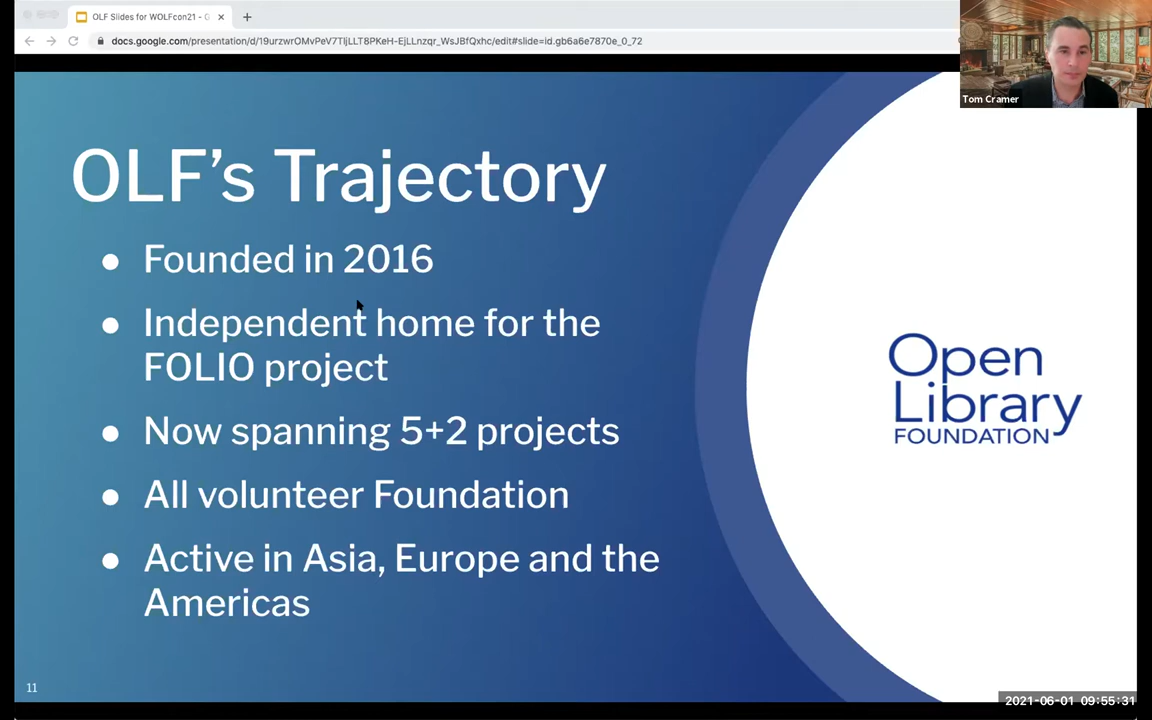 OLF Slides for WOLFcon21 - G
docs.google.com/presentation/d/19urzwrOMvPeV7TljLLT8PKeH-EjLLnzqr_WsJBfQxhc/edit#slide=id.gb6a6e7870e_0_72
Tom Cramer
OLF’s Trajectory
● Founded in 2016
● Independent home for the
FOLIO project
● Now spanning 5+2 projects
● All volunteer Foundation
● Active in Asia, Europe and the
Americas
Open
Library
FOUNDATION
11
2021-06-01 09:55:31